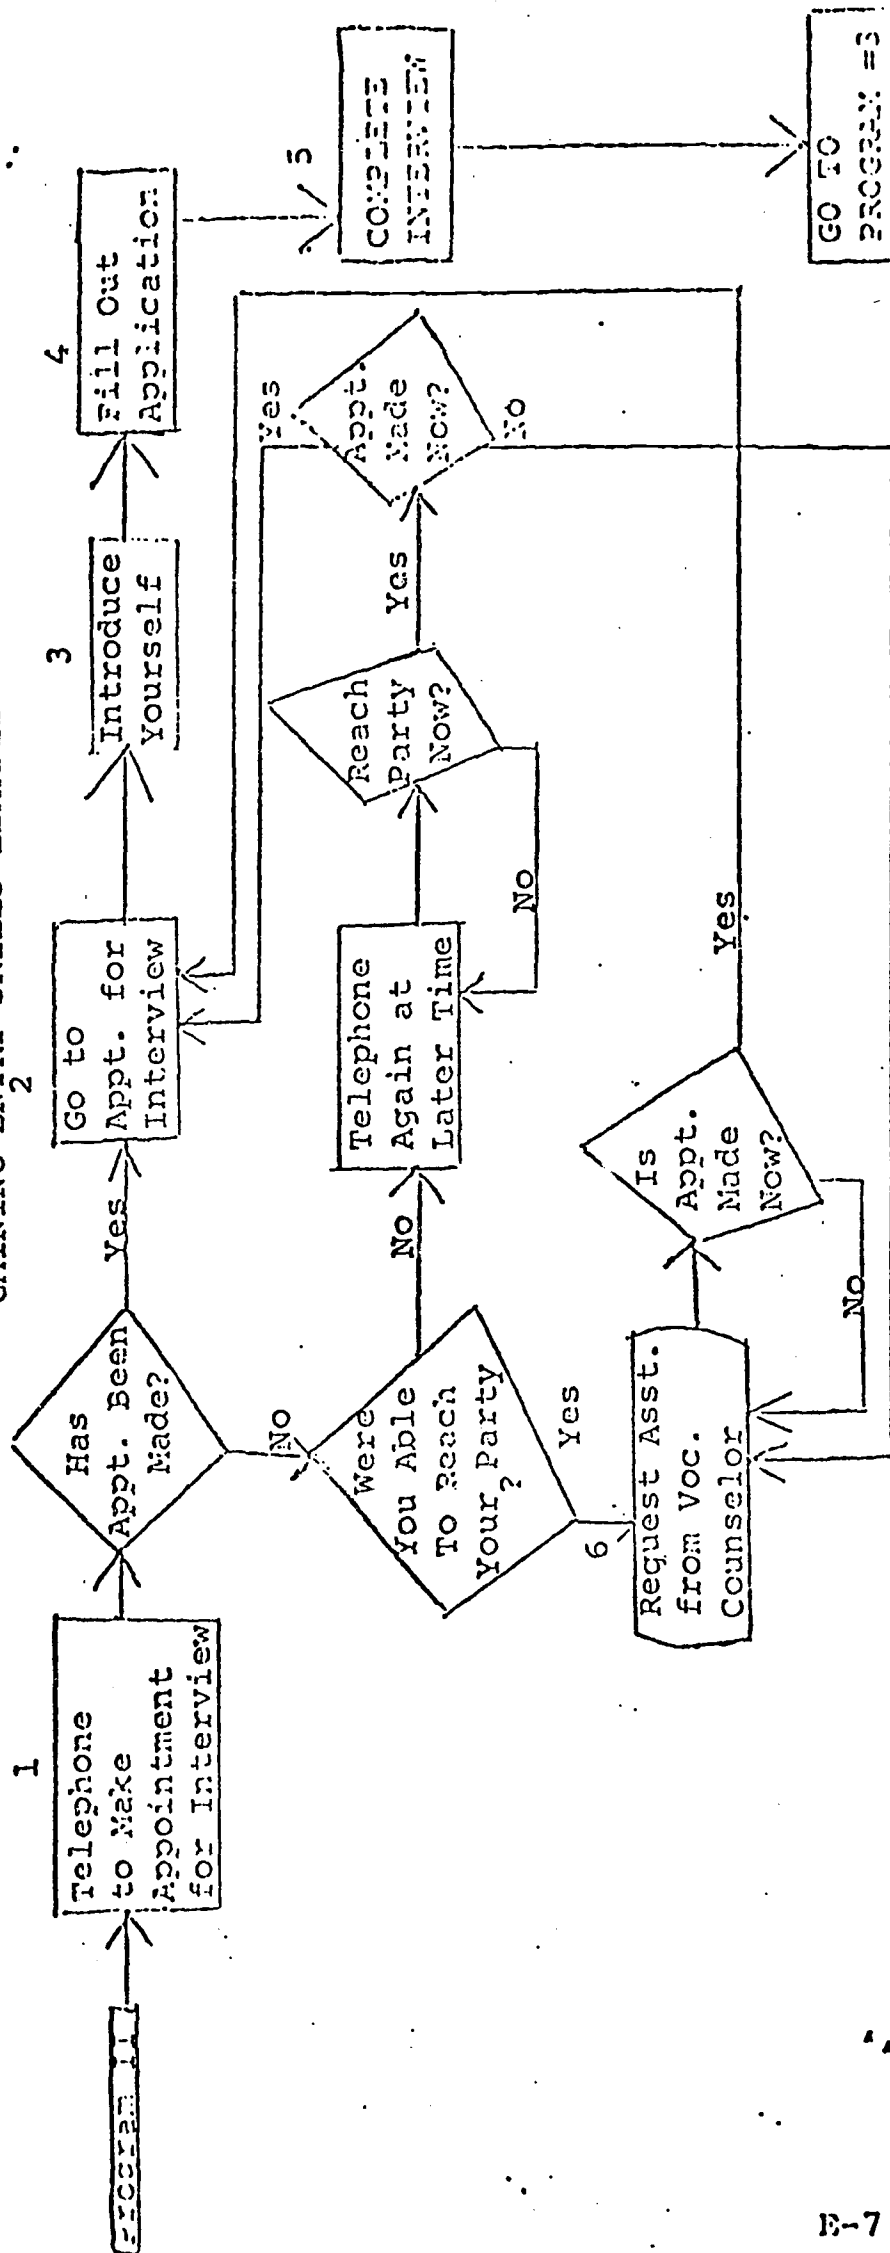 2
1
Telephone
to Make
Appointment
for Interview
Has
Appt. Been
Made?
Yes
No
Go to
Appt. for
Interview
3
Introduce
Yourself
4
Fill Out
Application
5
COMPLETE
INTERVIEW
GO TO
PROGRAM
Were
You Able
To Reach
Your Party
?
No
Yes
Telephone
Again at
Later Time
Reach
Party
Now?
Yes
No
Appt.
Made
Now?
Yes
No
6
Request Asst.
from Voc.
Counselor
Is
Appt.
Made
Now?
Yes
No
E-7